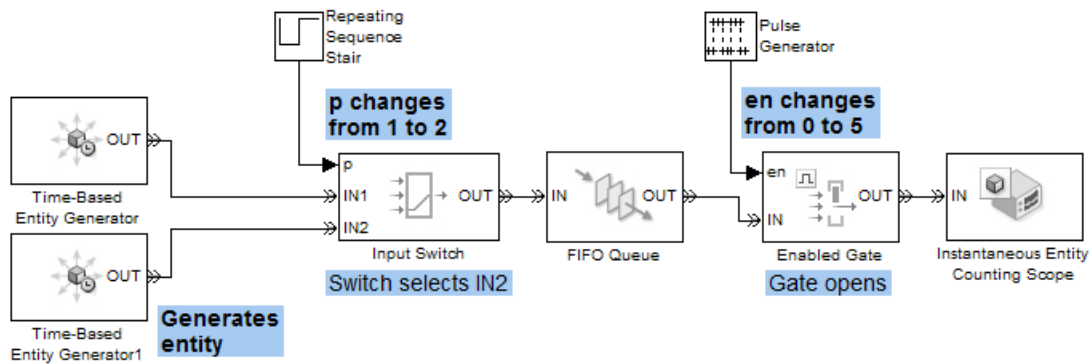 Repeating
Sequence
Stair
Pulse
Generator
p changes
from 1 to 2
en changes
from 0 to 5
OUT
Time-Based
Entity Generator
p
IN1
IN2
OUT
Input Switch
Switch selects IN2
IN
OUT
FIFO Queue
en
IN
OUT
Enabled Gate
Gate opens
IN
Instantaneous Entity
Counting Scope
OUT
Time-Based
Entity Generator1
Generates
entity